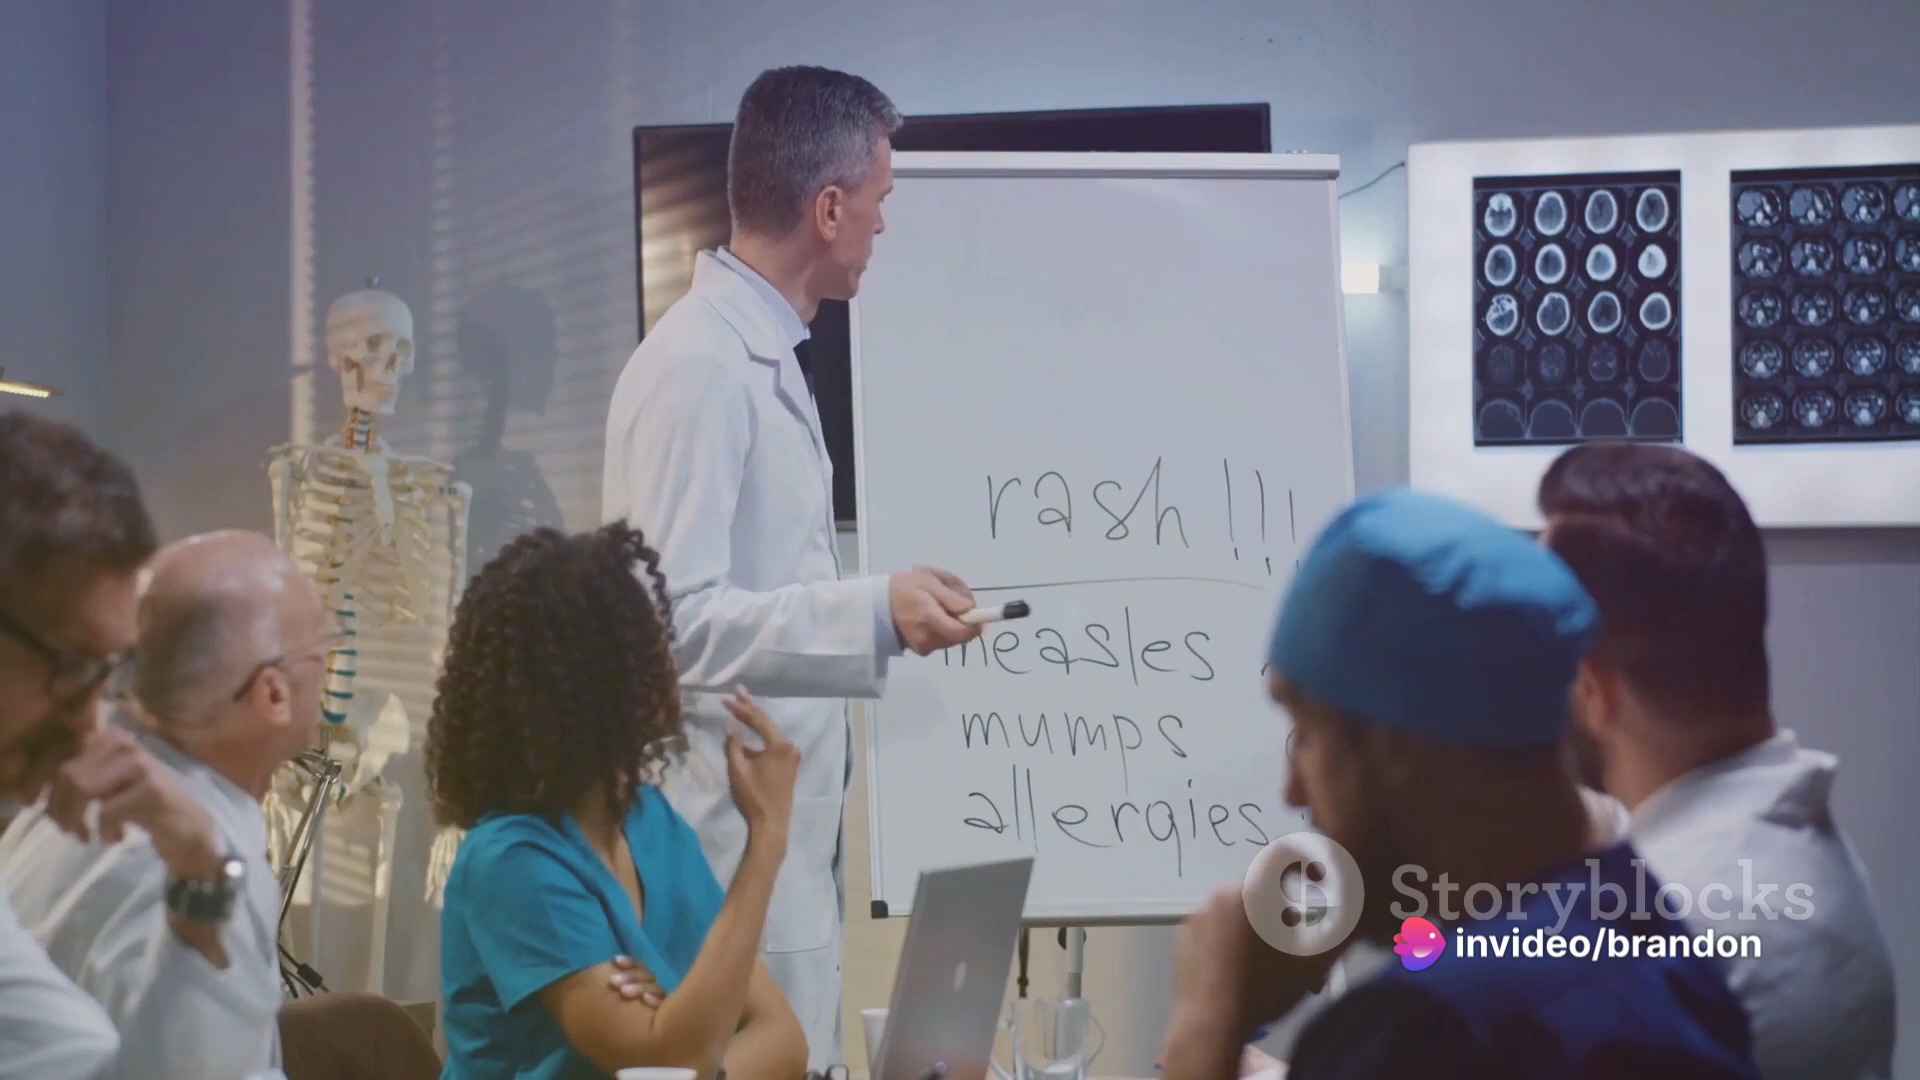 rash!!!
measles
mumps
allergies
Storyblocks
invideo/brandon